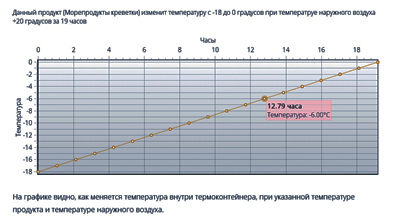 Данный продукт (Морепродукты креветки) изменит температуру с -18 до 0 градусов при температруе наружного воздуха
+20 градусов за 19 часов
Часы
0 2 4 6 8 10 12 14 16 18
0
-2
-4
-6
-8
-10
-12
-14
-16
-18
Температура
12.79 часа
Температура: -6.00°C
На графике видно, как меняется температура внутри термоконтейнера, при указанной температуре
продукта и температуре наружного воздуха.